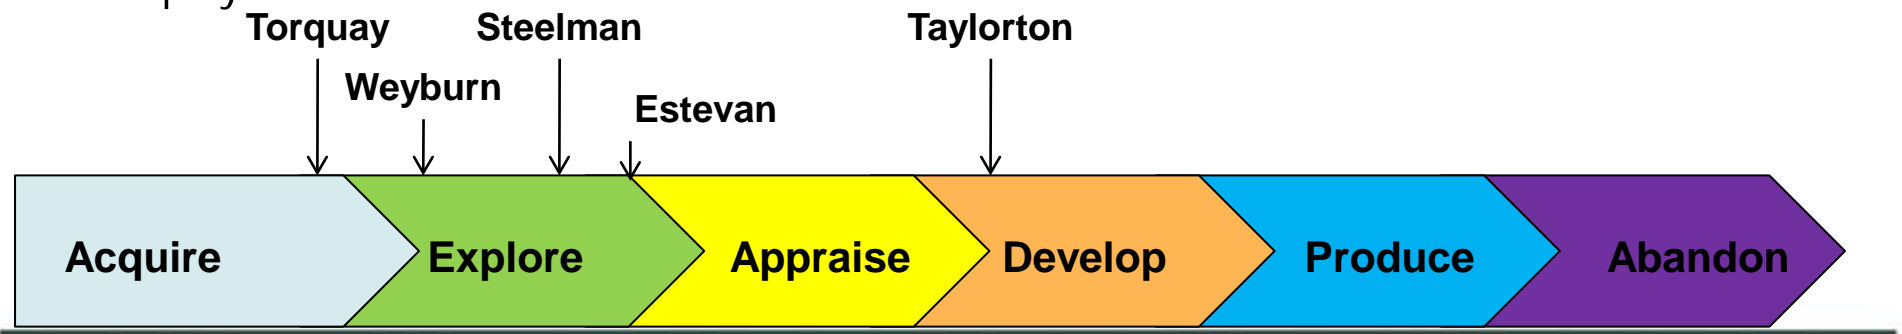 Torquay Steelman Taylorton
Weyburn
Estevan
Acquire Explore Appraise Develop Produce Abandon